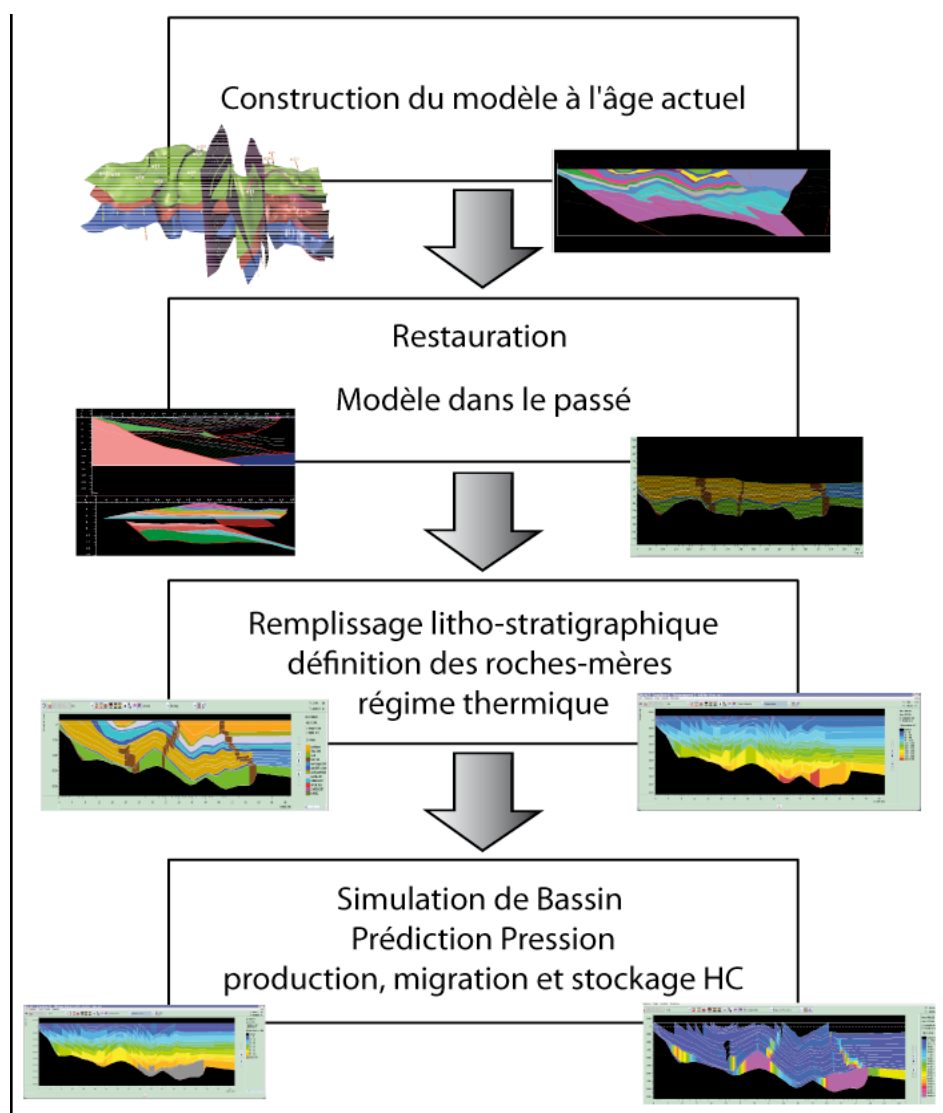 Construction du modèle à l'âge actuel
Restauration
Modèle dans le passé
Remplissage litho-stratigraphique
définition des roches-mères
régime thermique
Simulation de Bassin
Prédiction Pression
production, migration et stockage HC